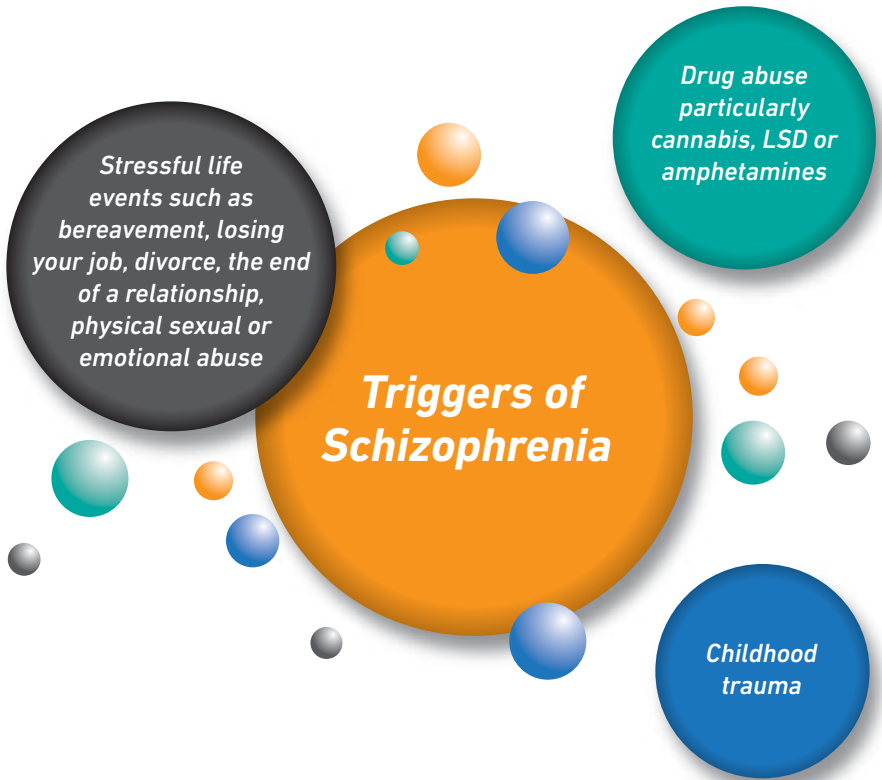 Drug abuse
particularly
cannabis, LSD or
amphetamines
Stressful life
events such as
bereavement, losing
your job, divorce, the end
of a relationship,
physical sexual or
emotional abuse
Triggers of
Schizophrenia
Childhood
trauma